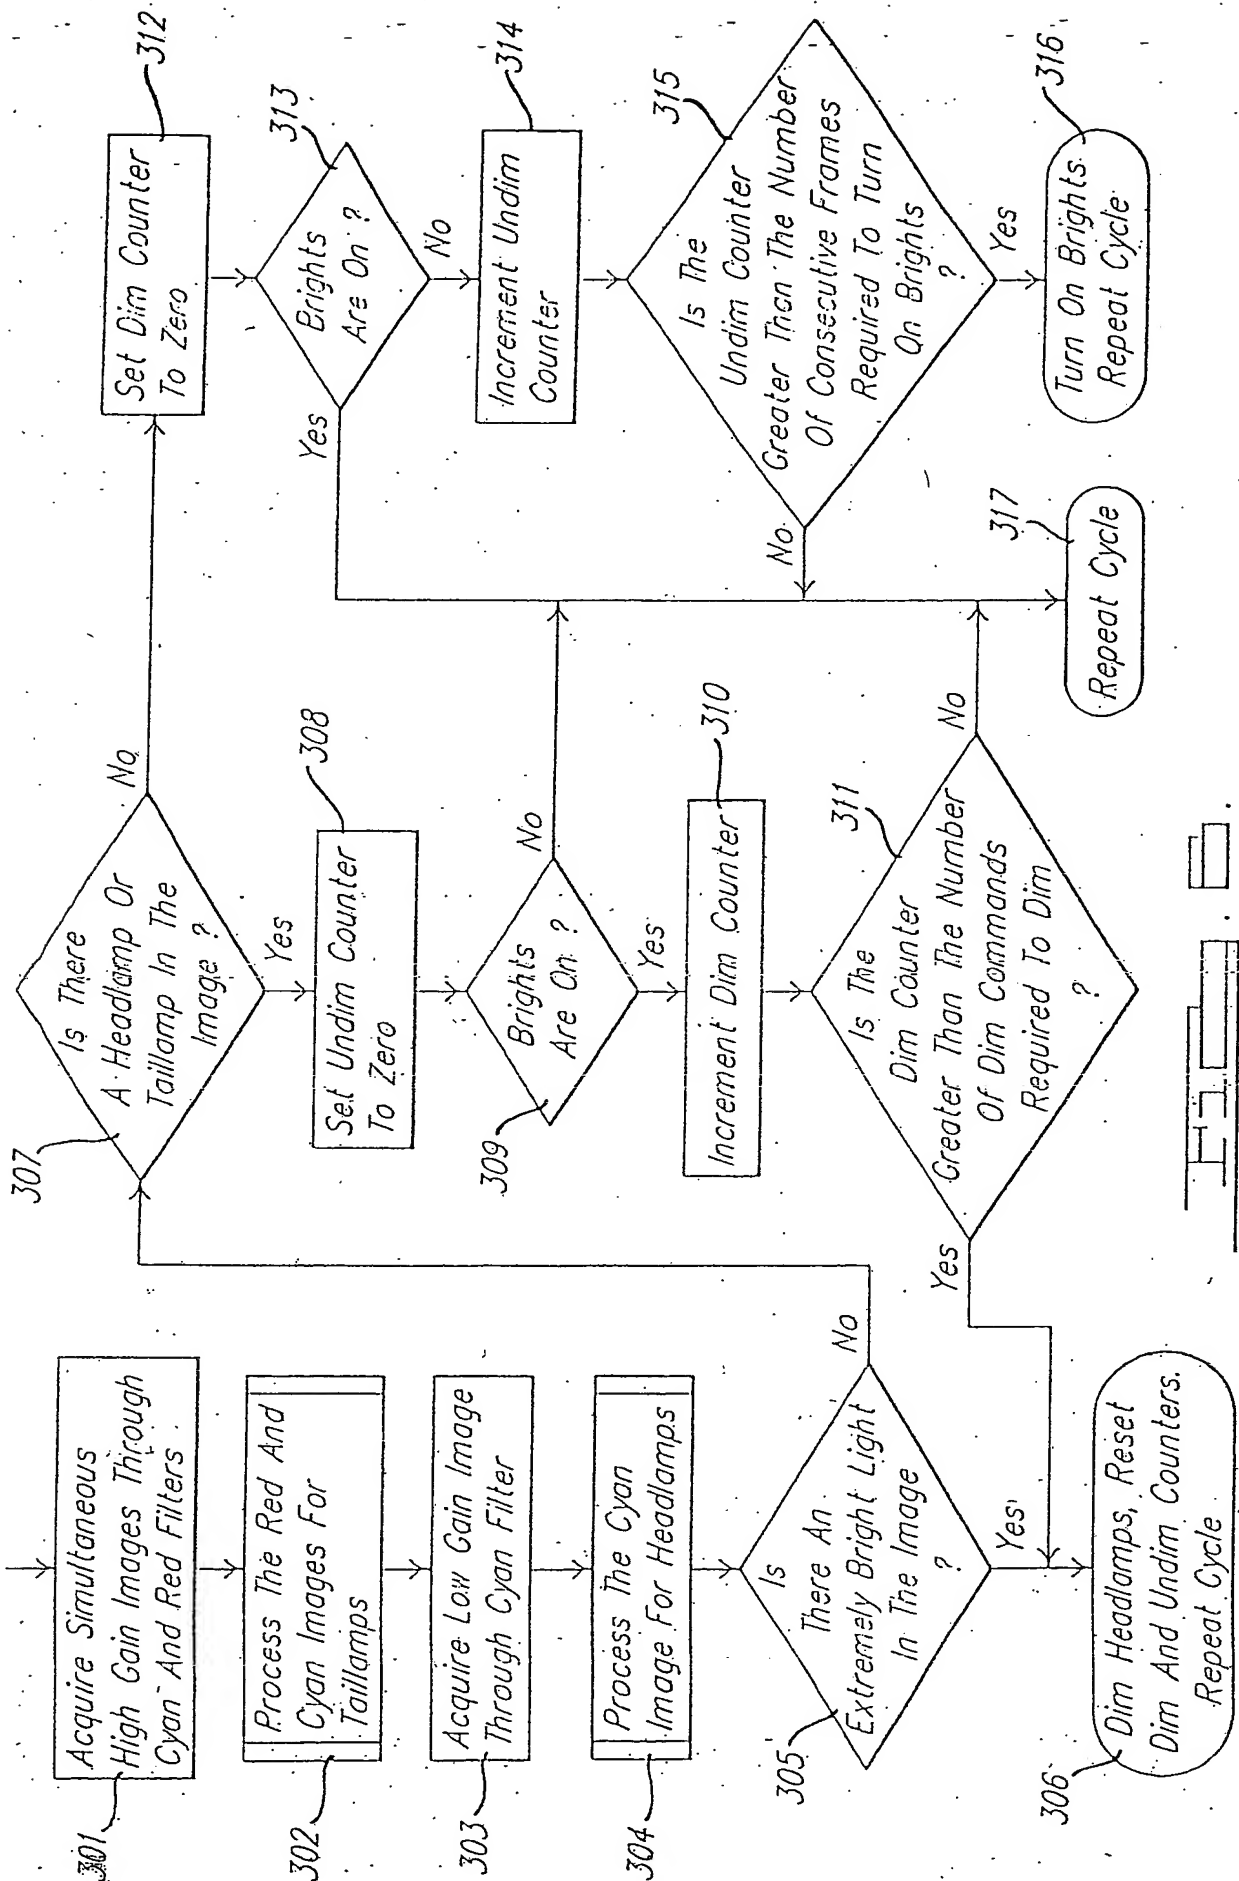 301
Acquire Simultaneous
High Gain Images Through
Cyan And Red Filters
302
Process The Red And
Cyan Images For
Taillamps
303
Acquire Low Gain Image
Through Cyan Filter
304
Process The Cyan
Image For Headlamps
305
Is
There An
Extremely Bright Light
In The Image
?
No
Yes
306
Dim Headlamps, Reset
Dim And Undim Counters.
Repeat Cycle
307
Is There
A Headlamp Or
Taillamp In The
Image ?
No
Yes
308
Set Undim Counter
To Zero
309
Brights
Are On ?
No
Yes
310
Increment Dim Counter
311
Is The
Dim Counter
Greater Than The Number
Of Dim Commands
Required To Dim
?
Yes
No
312
Set Dim Counter
To Zero
313
Brights
Are On ?
Yes
No
314
Increment Undim
Counter
315
Is The
Undim Counter
Greater Than The Number
Of Consecutive Frames
Required To Turn
On Brights
?
No
Yes
316
Turn On Brights
Repeat Cycle
317
Repeat Cycle